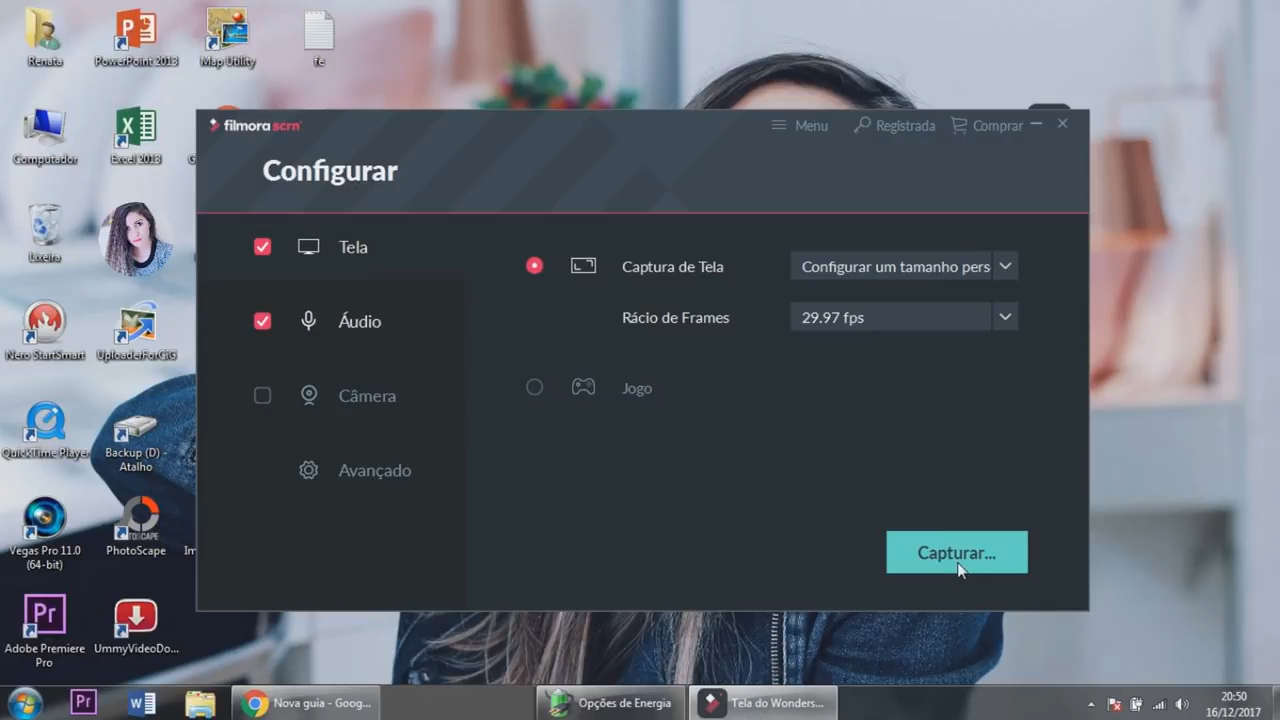 Renata
PowerPoint 2013
Map Utility
fe
Computador
Excel 2013
G
Lixeira
Nero StartSmart
UploaderForCiG
QuickTime Player
Backup (D) -
Atalho
Vegas Pro 11.0
(64-bit)
PhotoScape
Im
Adobe Premiere
Pro
UmmyVideoDo...
filmora scrn
Menu
Registrada
Comprar
Configurar
Tela
Áudio
Câmera
Avançado
Captura de Tela
Configurar um tamanho pers
Rácio de Frames
29.97 fps
Jogo
Capturar...
Nova guia - Goog...
Opções de Energia
Tela do Wonders...
20:50
16/12/2017